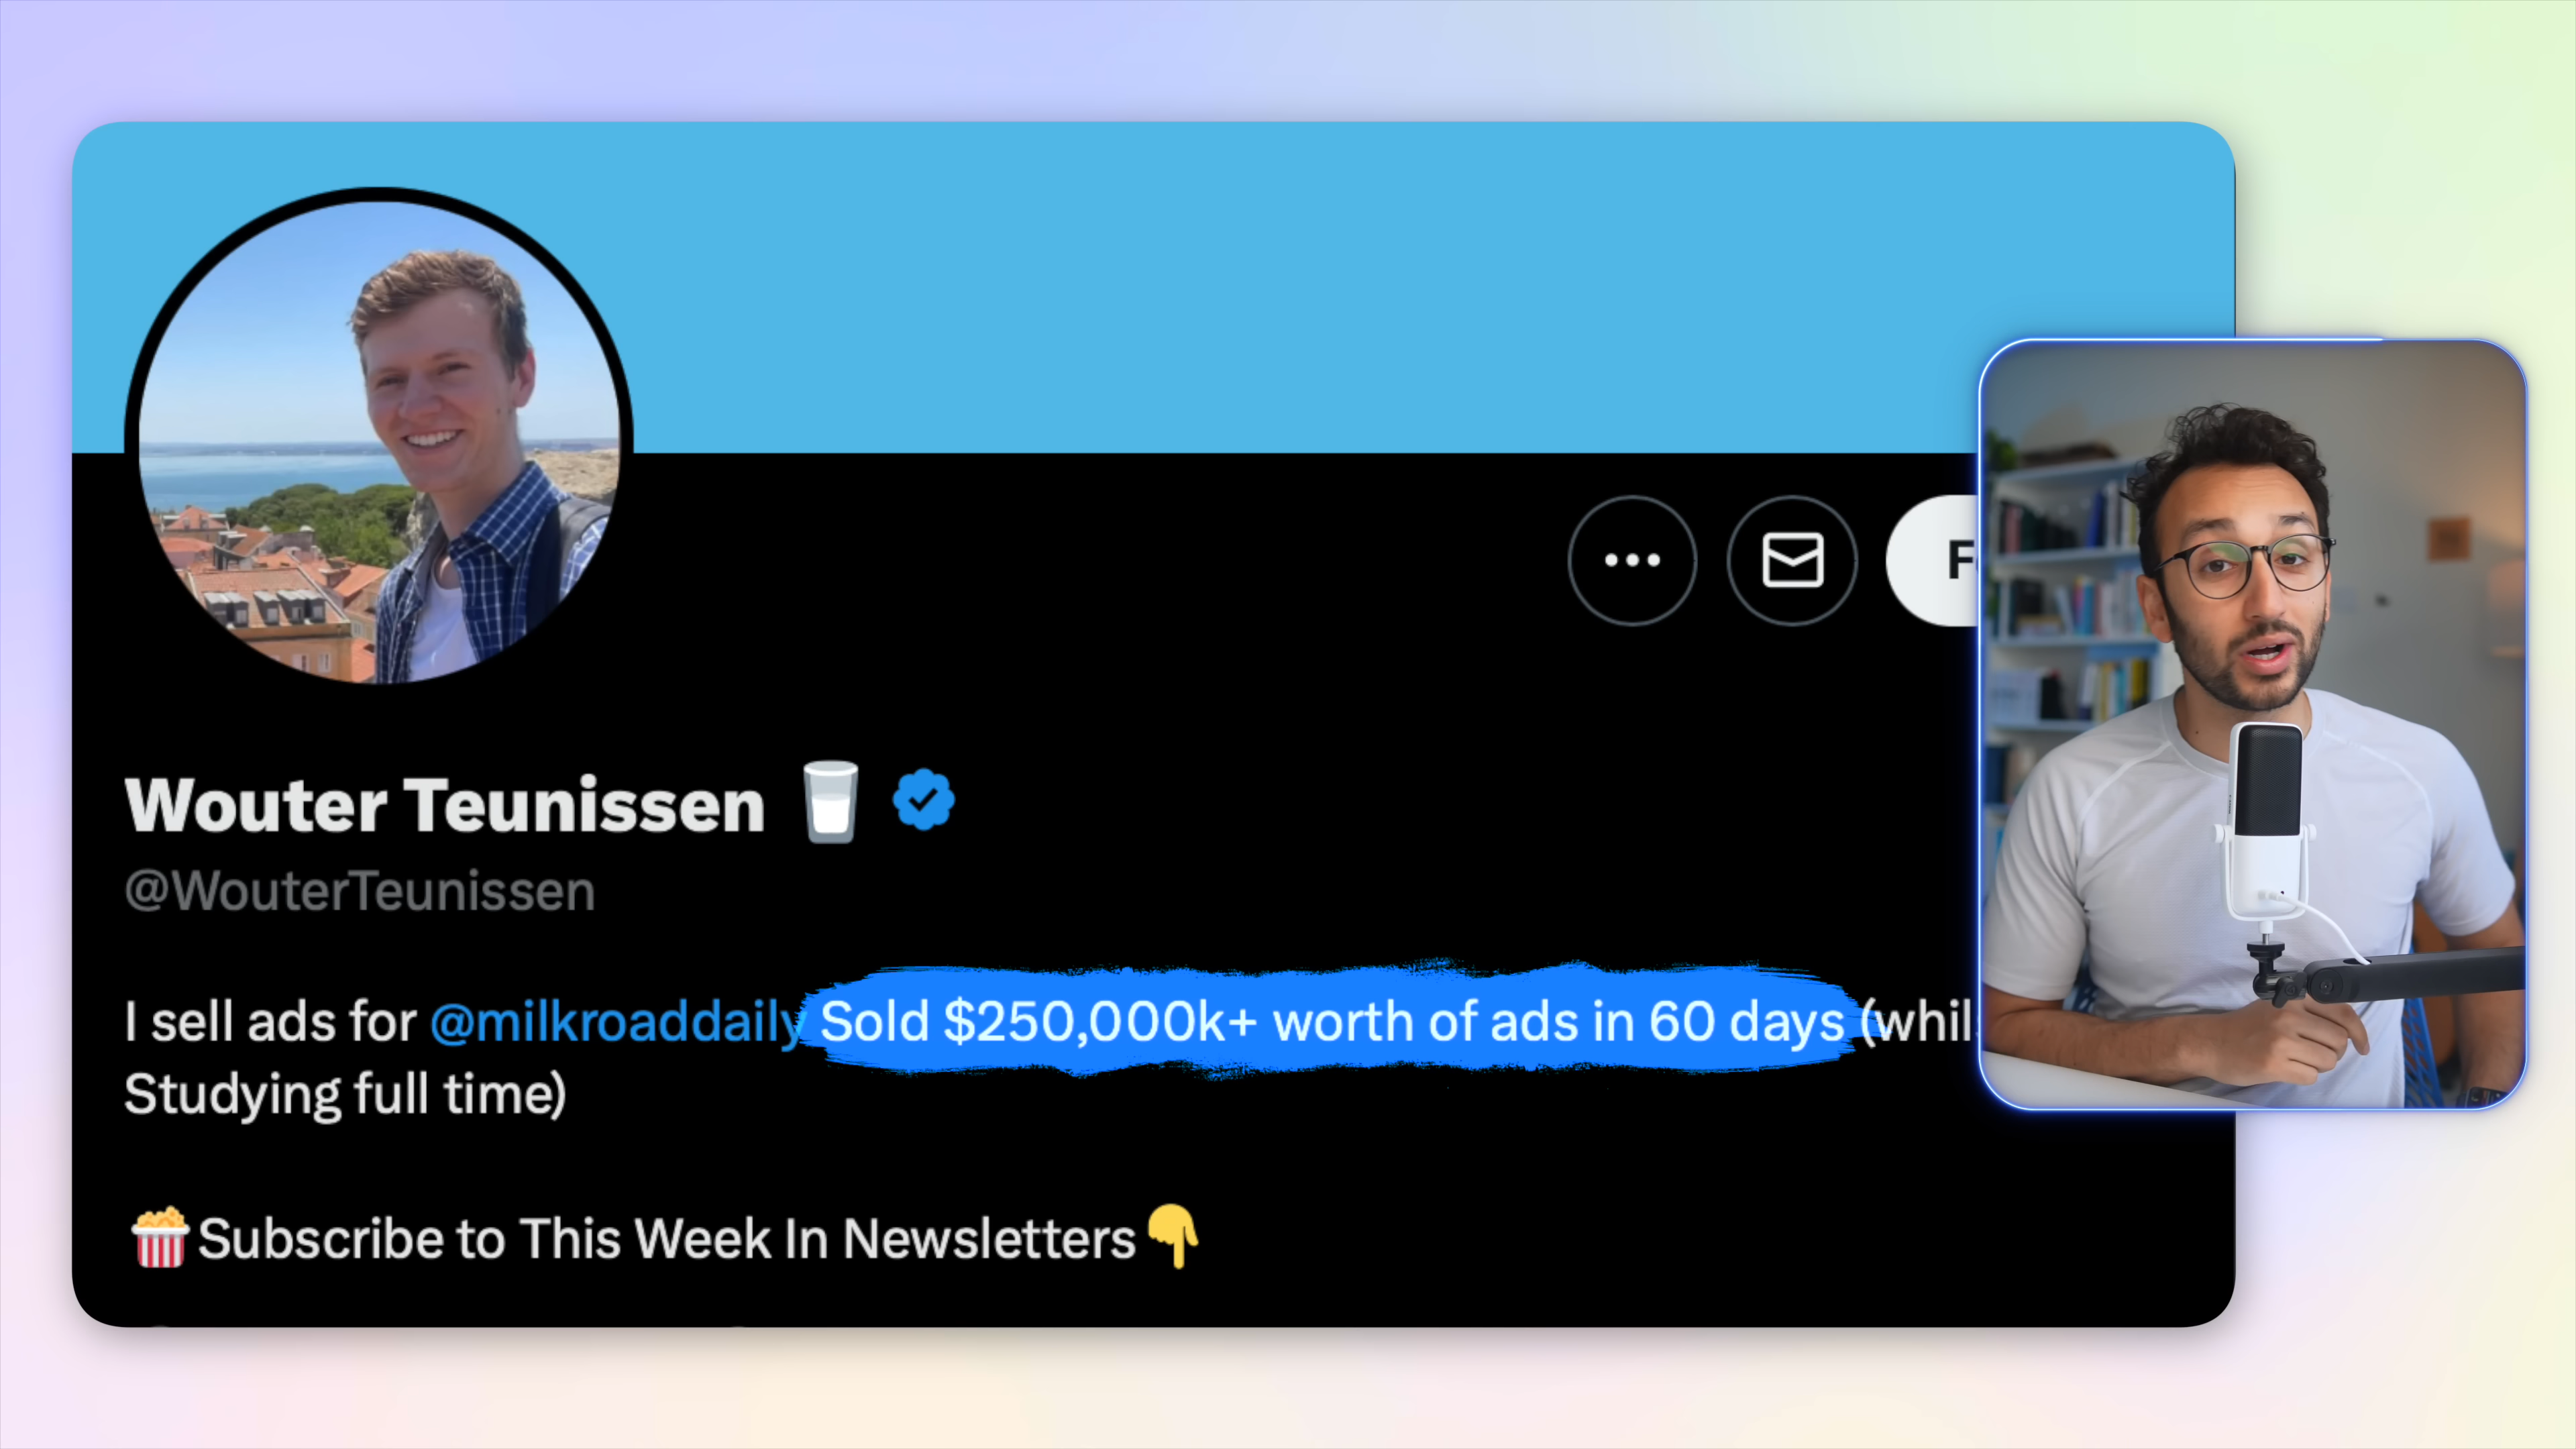 Wouter Teunissen
@WouterTeunissen
I sell ads for @milkroaddaily Sold $250,000k+ worth of ads in 60 days (whil
Studying full time)
Subscribe to This Week In Newsletters